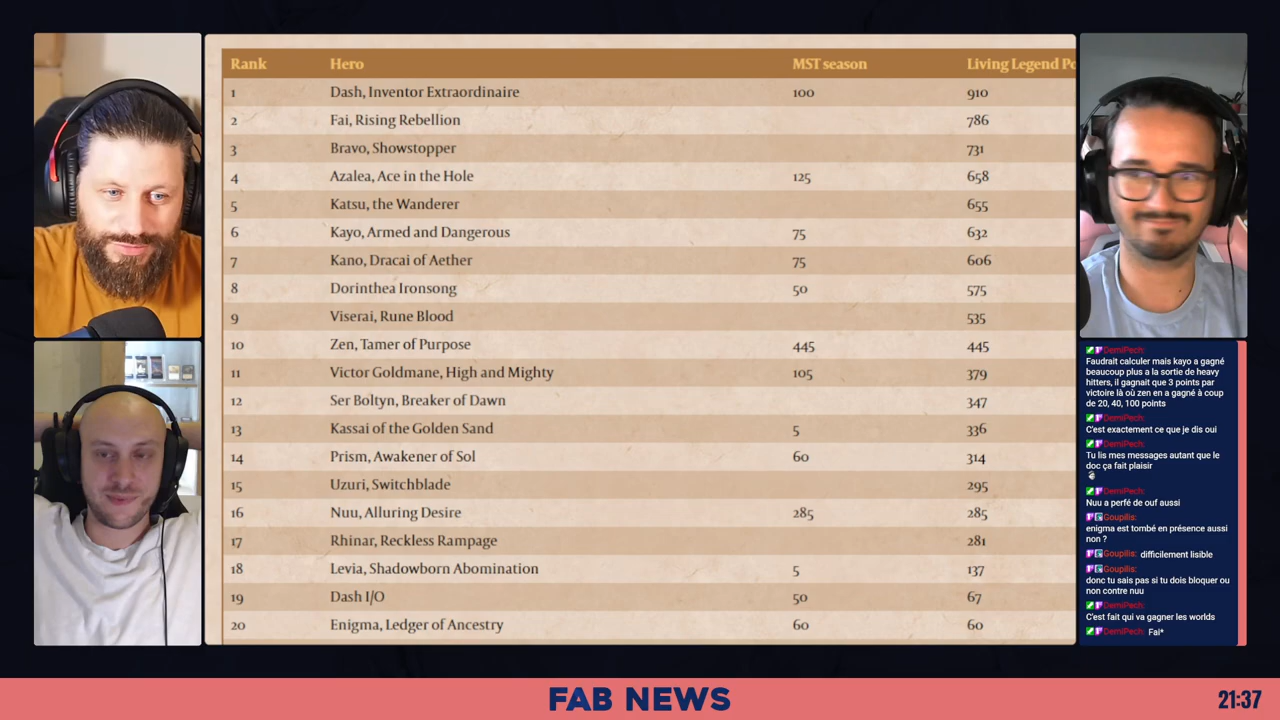 Rank Hero MST season Living Legend Po
1 Dash, Inventor Extraordinaire 100 910
2 Fai, Rising Rebellion 786
3 Bravo, Showstopper 731
4 Azalea, Ace in the Hole 125 658
5 Katsu, the Wanderer 655
6 Kayo, Armed and Dangerous 75 632
7 Kano, Dracai of Aether 75 606
8 Dorinthea Ironsong 50 575
9 Viserai, Rune Blood 535
10 Zen, Tamer of Purpose 445 445
11 Victor Goldmane, High and Mighty 105 379
12 Ser Boltyn, Breaker of Dawn 347
13 Kassai of the Golden Sand 5 336
14 Prism, Awakener of Sol 60 314
15 Uzuri, Switchblade 295
16 Nuu, Alluring Desire 285 285
17 Rhinar, Reckless Rampage 281
18 Levia, Shadowborn Abomination 5 137
19 Dash I/O 50 67
20 Enigma, Ledger of Ancestry 60 60
DemiPech:
Faudrait calculer mais kayo a gagné
beaucoup plus a la sortie de heavy
hitters, il gagnait que 3 points par
victoire là où zen en a gagné à coup
de 20, 40, 100 points
DemiPech:
C'est exactement ce que je dis oui
DemiPech:
Tu lis mes messages autant que le
doc ça fait plaisir
DemiPech:
Nuu a perfé de ouf aussi
Goupilis:
enigma est tombé en présence aussi
non ?
Goupilis: difficilement lisible
Goupilis:
donc tu sais pas si tu dois bloquer ou
non contre nuu
DemiPech:
C'est fait qui va gagner les worlds
DemiPech: Fai*
FAB NEWS
21:37